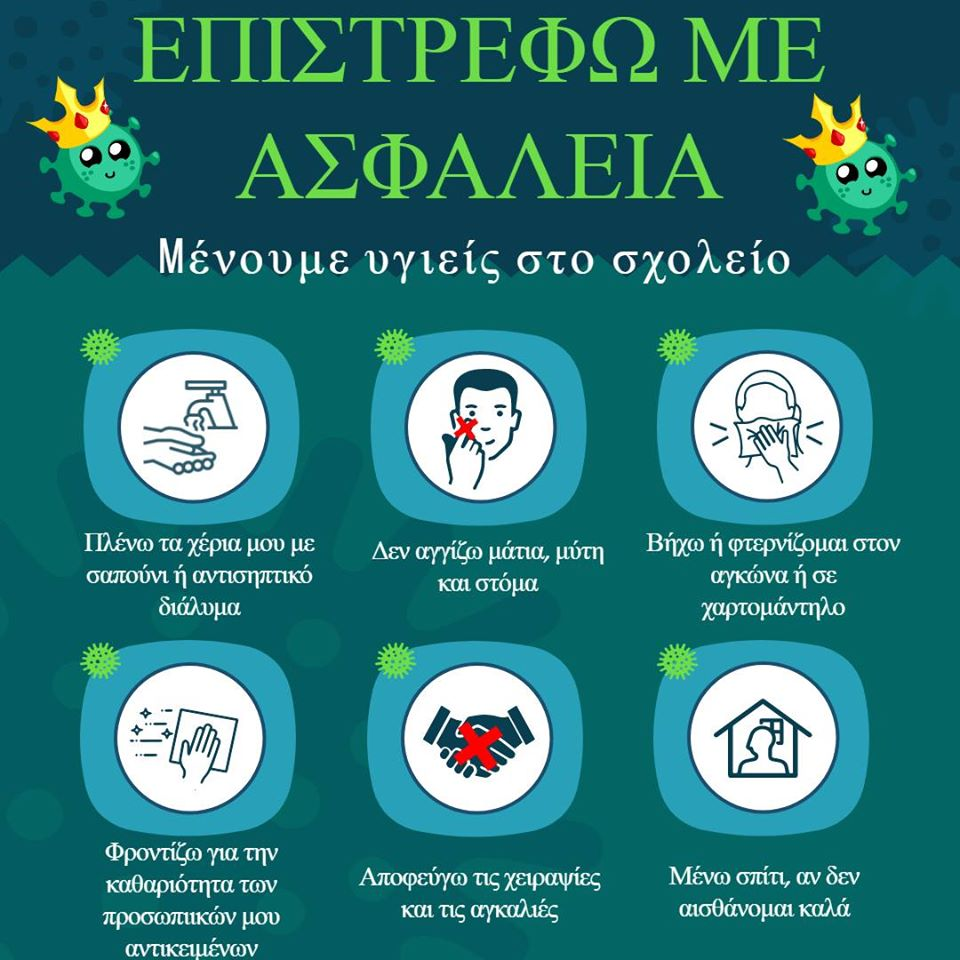 ΕΠΙΣΤΡΕΦΩ ΜΕ
ΑΣΦΑΛΕΙΑ
Μένουμε υγιείς στο σχολείο
Πλένω τα χέρια μου με
σαπούνι ή αντισηπτικό
διάλυμα
Δεν αγγίζω μάτια, μύτη
και στόμα
Βήχω ή φτερνίζομαι στον
αγκώνα ή σε
χαρτομάντηλο
Φροντίζω για την
καθαριότητα των
προσωπιικών μου
αντικειμένων
Αποφεύγω τις χειραψίες
και τις αγκαλιές
Μένω σπίτι, αν δεν
αισθάνομαι καλά